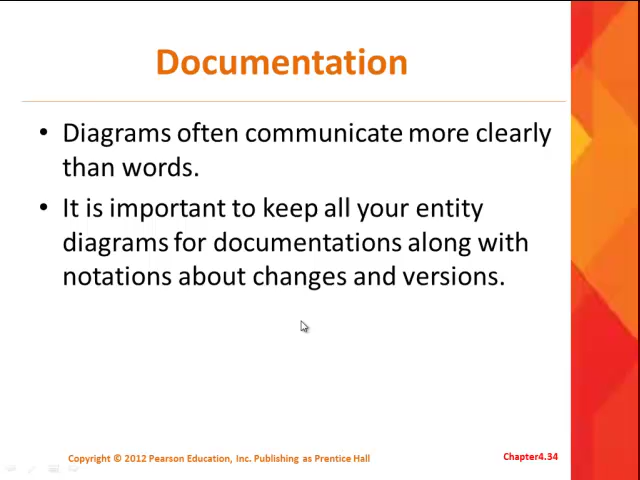 Documentation
• Diagrams often communicate more clearly
than words.
• It is important to keep all your entity
diagrams for documentations along with
notations about changes and versions.
Copyright © 2012 Pearson Education, Inc. Publishing as Prentice Hall
Chapter4.34